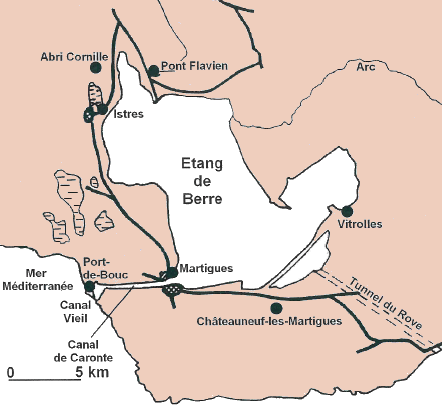 Abri Cornille
Pont Flavien
Arc
Istres
Etang
de
Berre
Vitrolles
Mer
Méditerranée
Port-
de-Bouc
Martigues
Tunnel du Rove
Canal
Vieil
Châteauneuf-les-Martigues
Canal
de Caronte
0 5 km